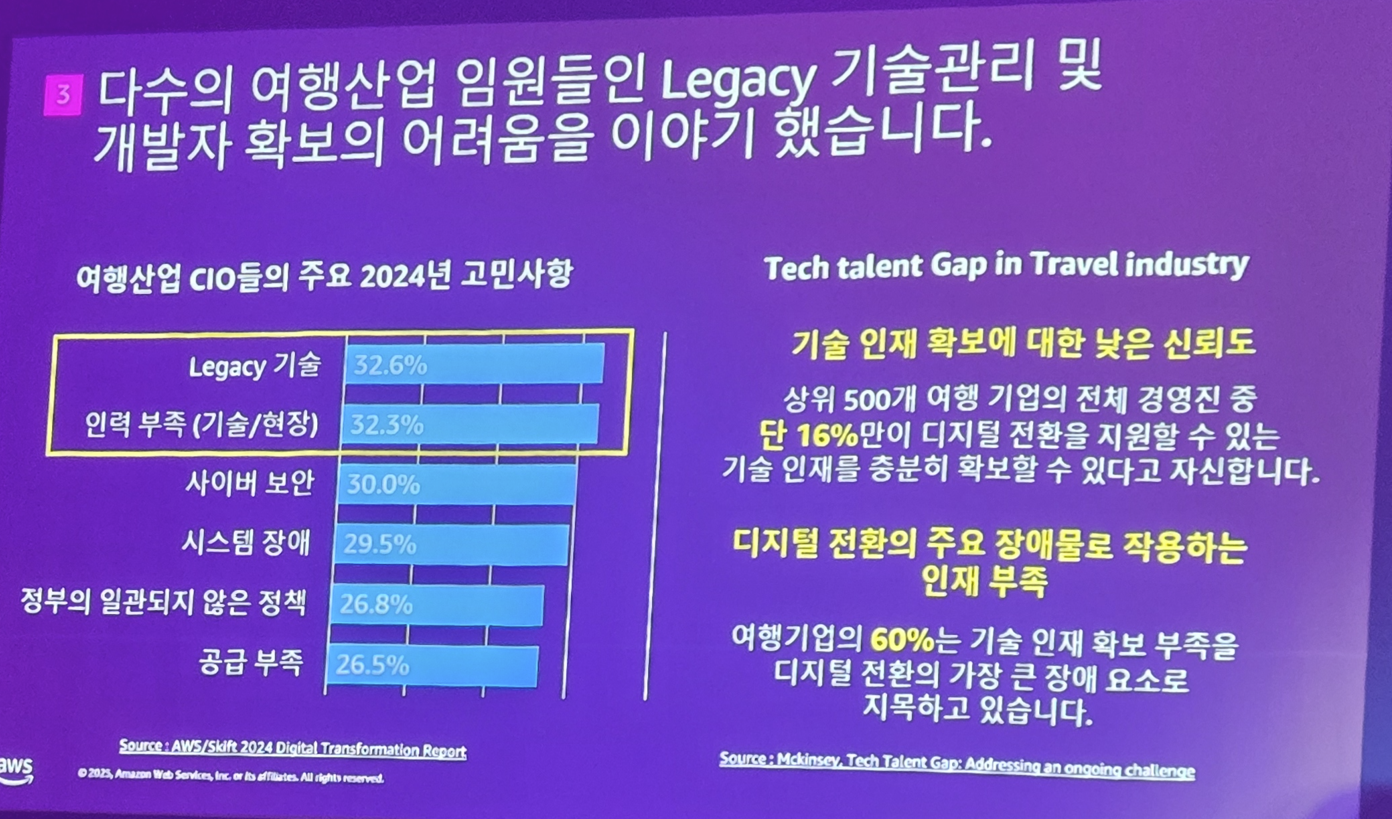 3
다수의 여행산업 임원들인 Legacy 기술관리 및
개발자 확보의 어려움을 이야기 했습니다.
여행산업 CIO들의 주요 2024년 고민사항
Legacy 기술 32.6%
인력 부족 (기술/현장) 32.3%
사이버 보안 30.0%
시스템 장애 29.5%
정부의 일관되지 않은 정책 26.8%
공급 부족 26.5%
Source : AWS/Skift 2024 Digital Transformation Report
Tech talent Gap in Travel industry
기술 인재 확보에 대한 낮은 신뢰도
상위 500개 여행 기업의 전체 경영진 중
단 16%만이 디지털 전환을 지원할 수 있는
기술 인재를 충분히 확보할 수 있다고 자신합니다.
디지털 전환의 주요 장애물로 작용하는
인재 부족
여행기업의 60%는 기술 인재 확보 부족을
디지털 전환의 가장 큰 장애 요소로
지목하고 있습니다.
Source : Mckinsey, Tech Talent Gap: Addressing an ongoing challenge
aws
© 2025, Amazon Web Services, Inc. or its affiliates. All rights reserved.